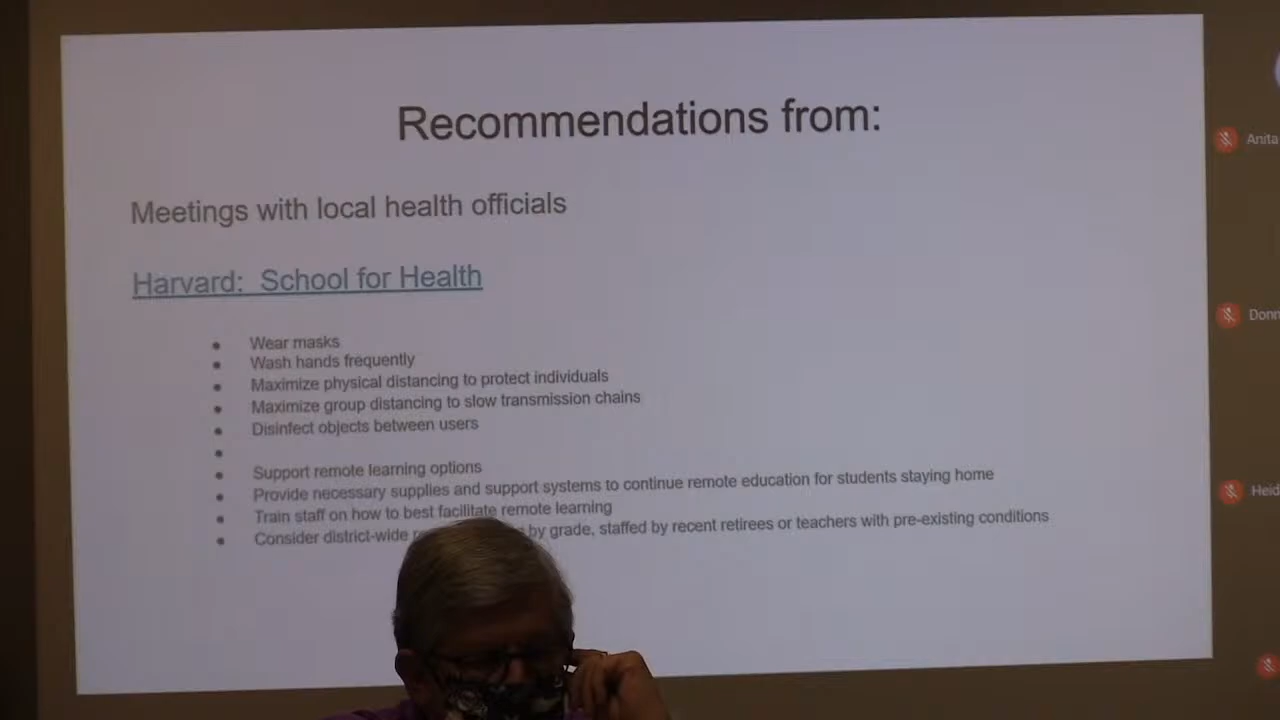 Recommendations from:
Meetings with local health officials
Harvard: School for Health
Wear masks
Wash hands frequently
Maximize physical distancing to protect individuals
Maximize group distancing to slow transmission chains
Disinfect objects between users
Support remote learning options
Provide necessary supplies and support systems to continue remote education for students staying home
Train staff on how to best facilitate remote learning
Consider district-wide by grade, staffed by recent retirees or teachers with pre-existing conditions
Anita
Donn
Heid